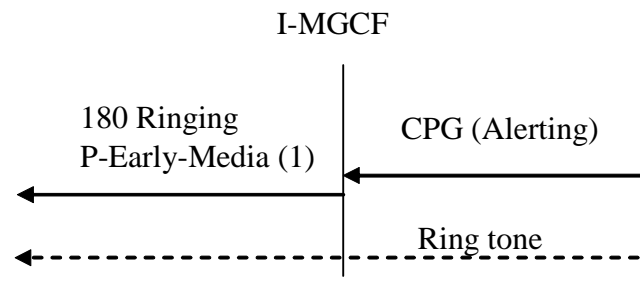 I-MGCF
180 Ringing
P-Early-Media (1)
CPG (Alerting)
Ring tone